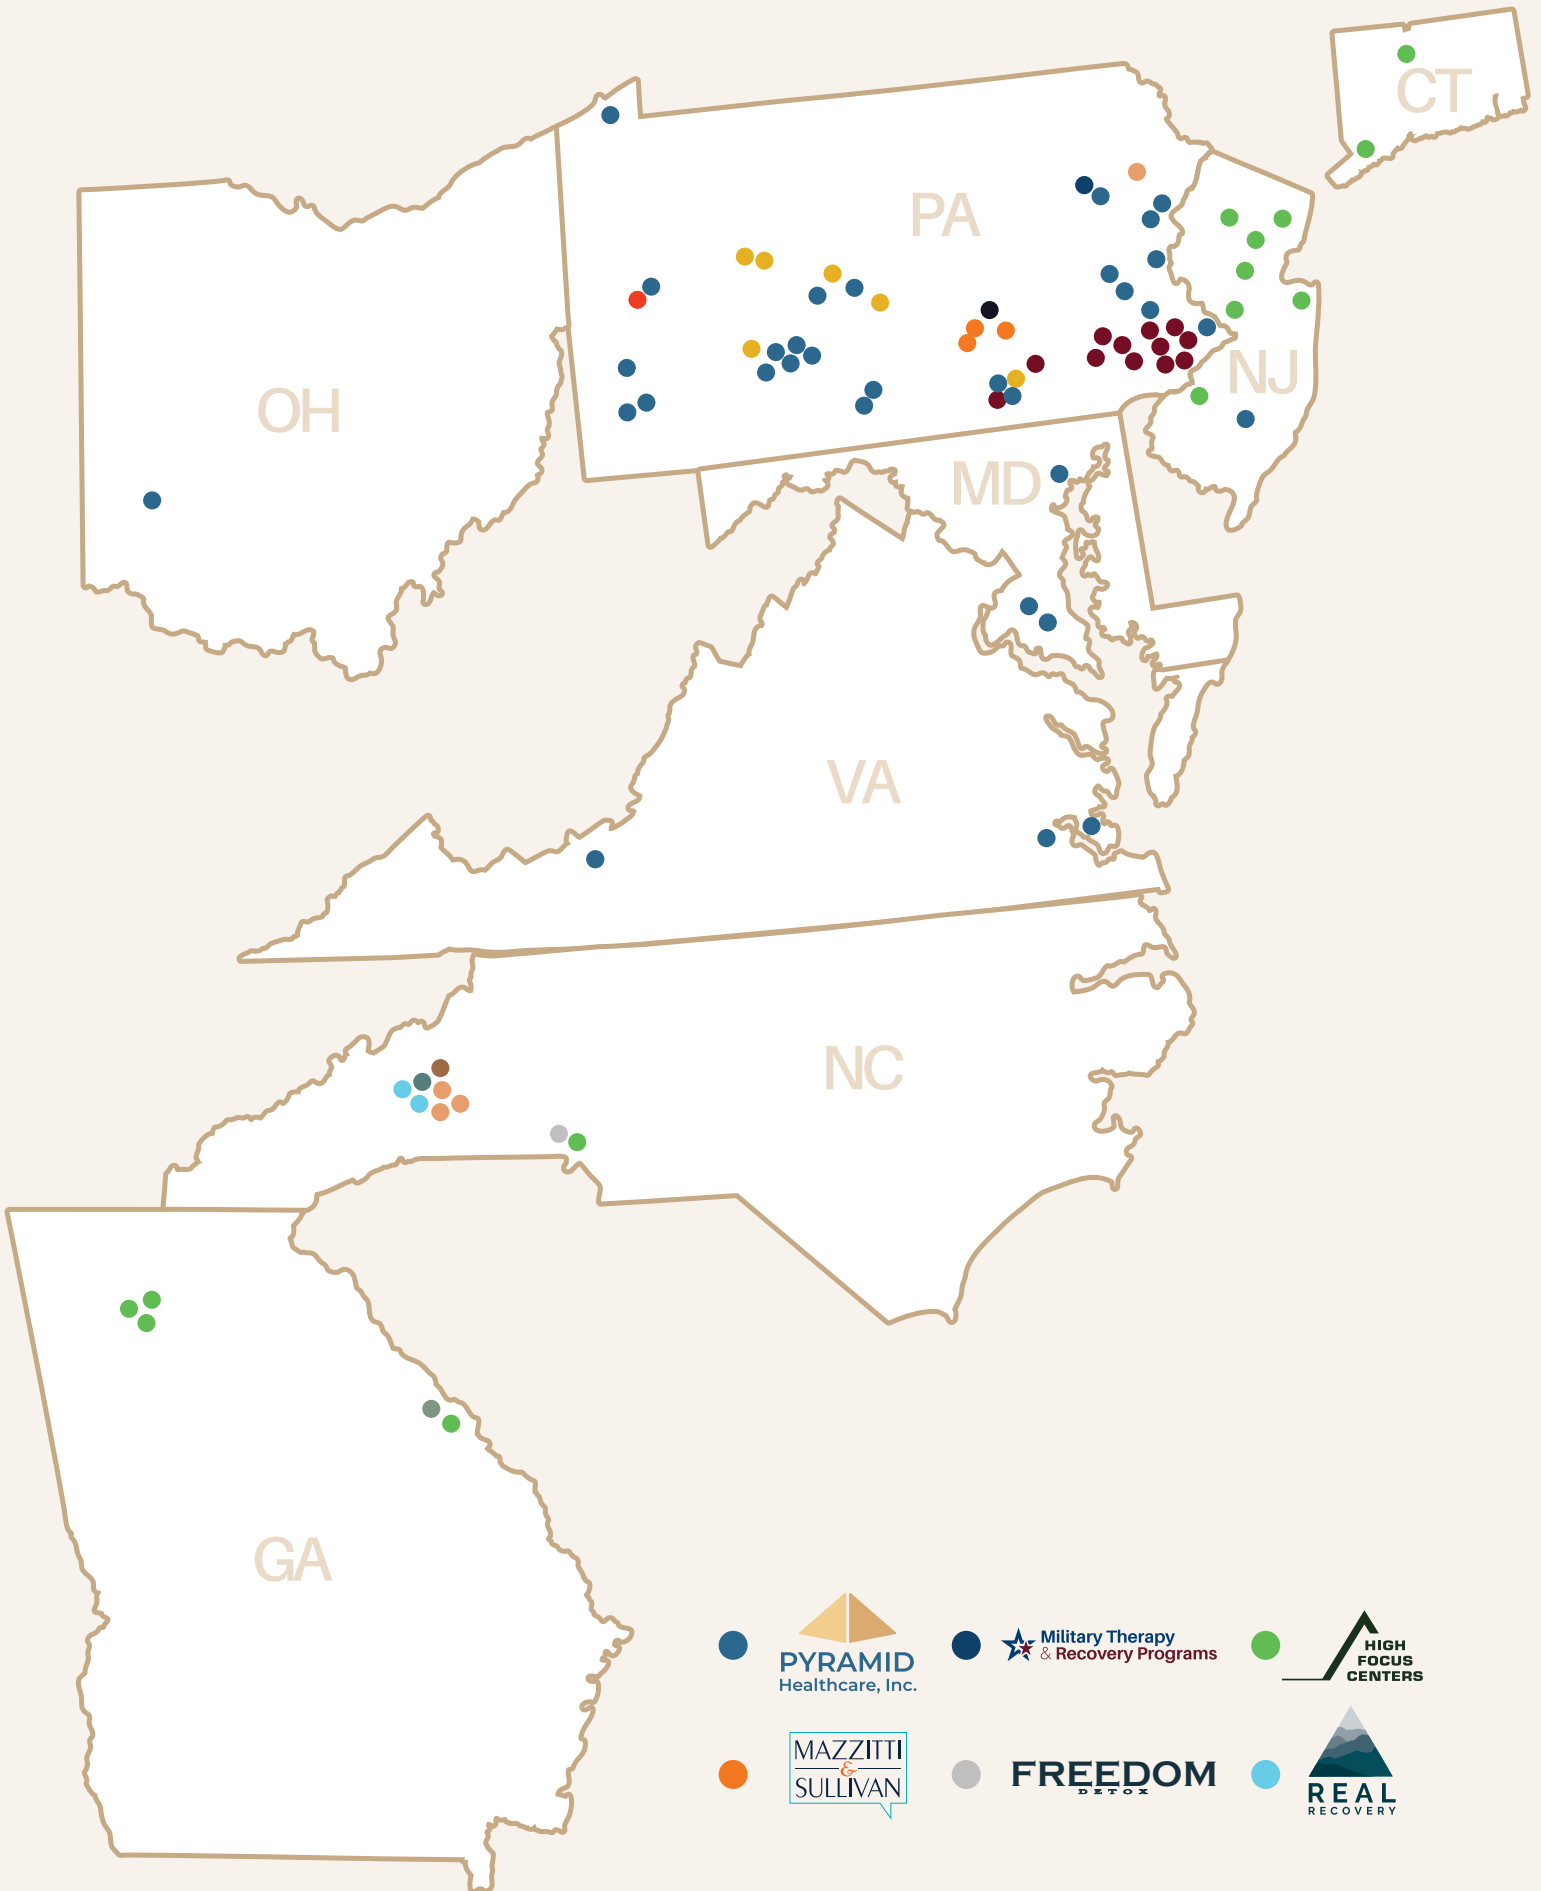 CT
PA
NJ
OH
MD
VA
NC
GA
PYRAMID
Healthcare, Inc.
Military Therapy
& Recovery Programs
HIGH
FOCUS
CENTERS
MAZZITTI
&
SULLIVAN
FREEDOM
DETOX
REAL
RECOVERY